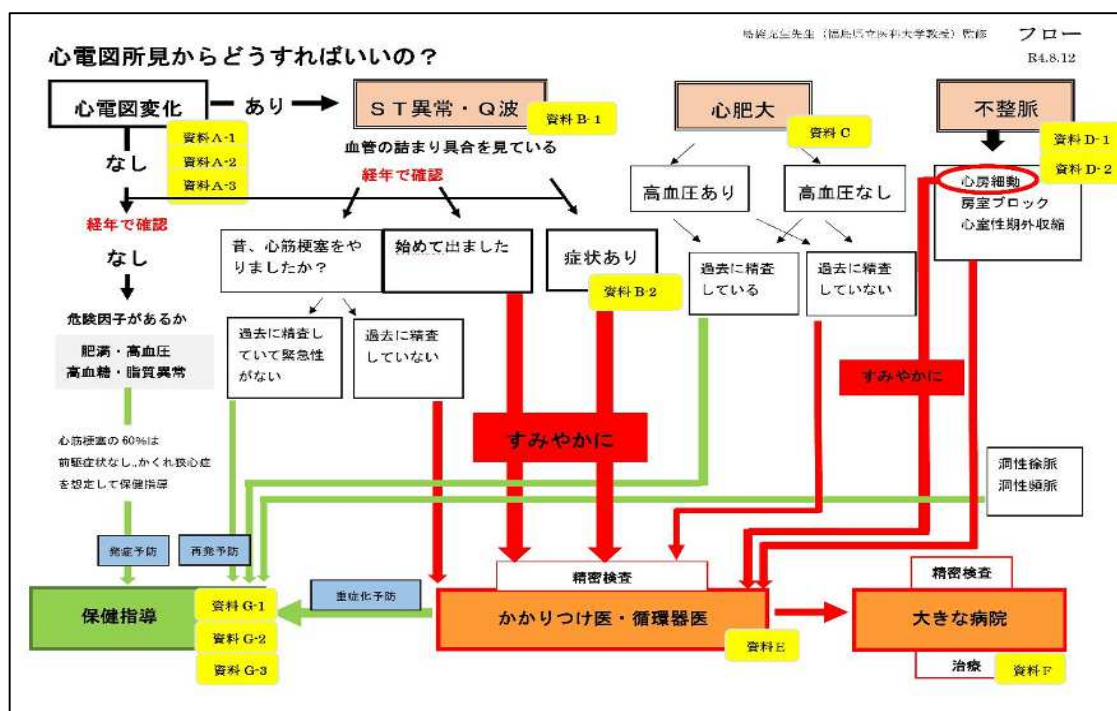 フロー
R4.8.12
心電図所見からどうすればいいの？
心電図変化
あり
ST異常・Q波
心肥大
不整脈
資料A-1
資料A-2
資料A-3
資料B-1
資料C
資料D-1
資料D-2
なし
血管の詰まり具合を見ている
経年で確認
経年で確認
なし
高血圧あり
高血圧なし
心房細動
房室ブロック
心室性期外収縮
昔、心筋梗塞をや
りましたか？
始めて出ました
症状あり
資料B-2
過去に精査
している
過去に精査
していない
危険因子があるか
肥満・高血圧
高血糖・脂質異常
過去に精査し
ていて緊急性
がない
過去に精査
していない
すみやかに
すみやかに
心筋梗塞の60%は
前駆症状なし、かくれ狭心症
を想定して保健指導
洞性徐脈
洞性頻脈
発症予防
再発予防
重症化予防
精密検査
精密検査
保健指導
資料G-1
資料G-2
資料G-3
かかりつけ医・循環器医
資料E
大きな病院
治療
資料F